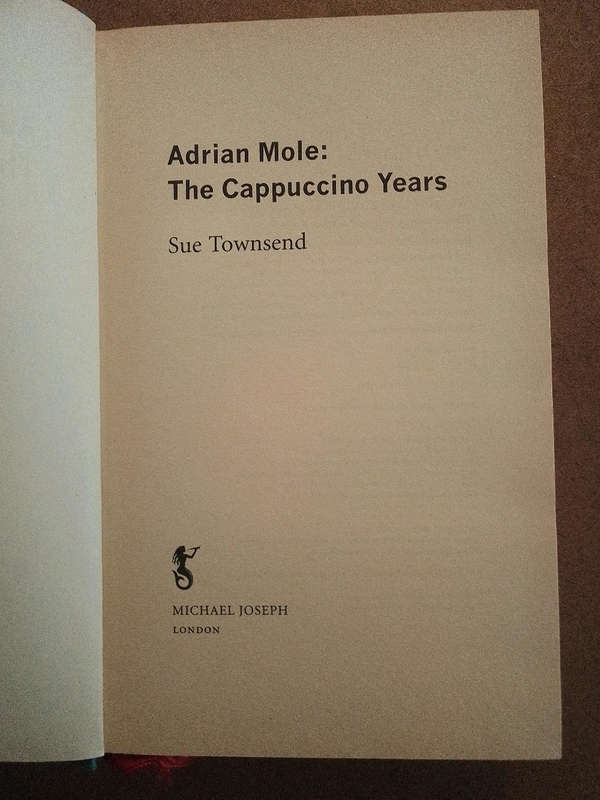 Adrian Mole:
The Cappuccino Years
Sue Townsend
MICHAEL JOSEPH
LONDON